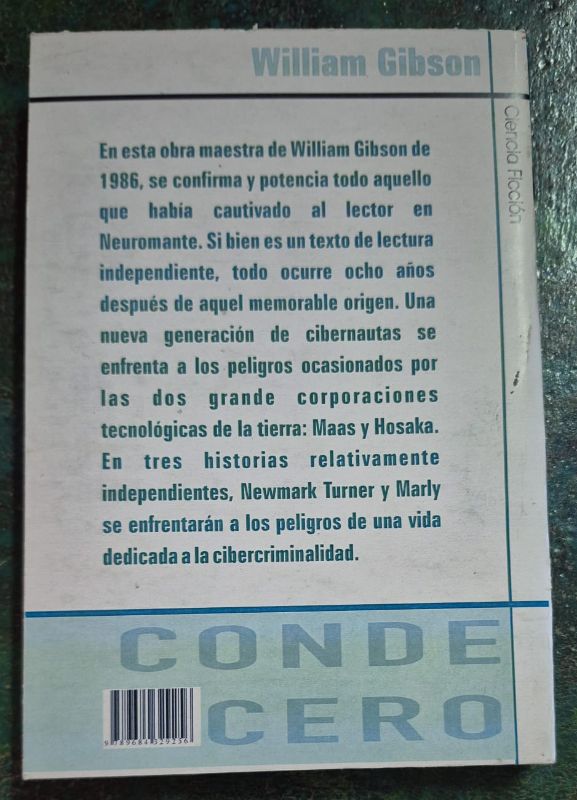 William Gibson
Ciencia Ficción
En esta obra maestra de William Gibson de
1986, se confirma y potencia todo aquello
que había cautivado al lector en
Neuromante. Si bien es un texto de lectura
independiente, todo ocurre ocho años
después de aquel memorable origen. Una
nueva generación de cibernautas se
enfrenta a los peligros ocasionados por
las dos grande corporaciones
tecnológicas de la tierra: Maas y Hosaka.
En tres historias relativamente
independientes, Newmark Turner y Marly
se enfrentarán a los peligros de una vida
dedicada a la cibercriminalidad.
CONDE
CERO
9789684329256